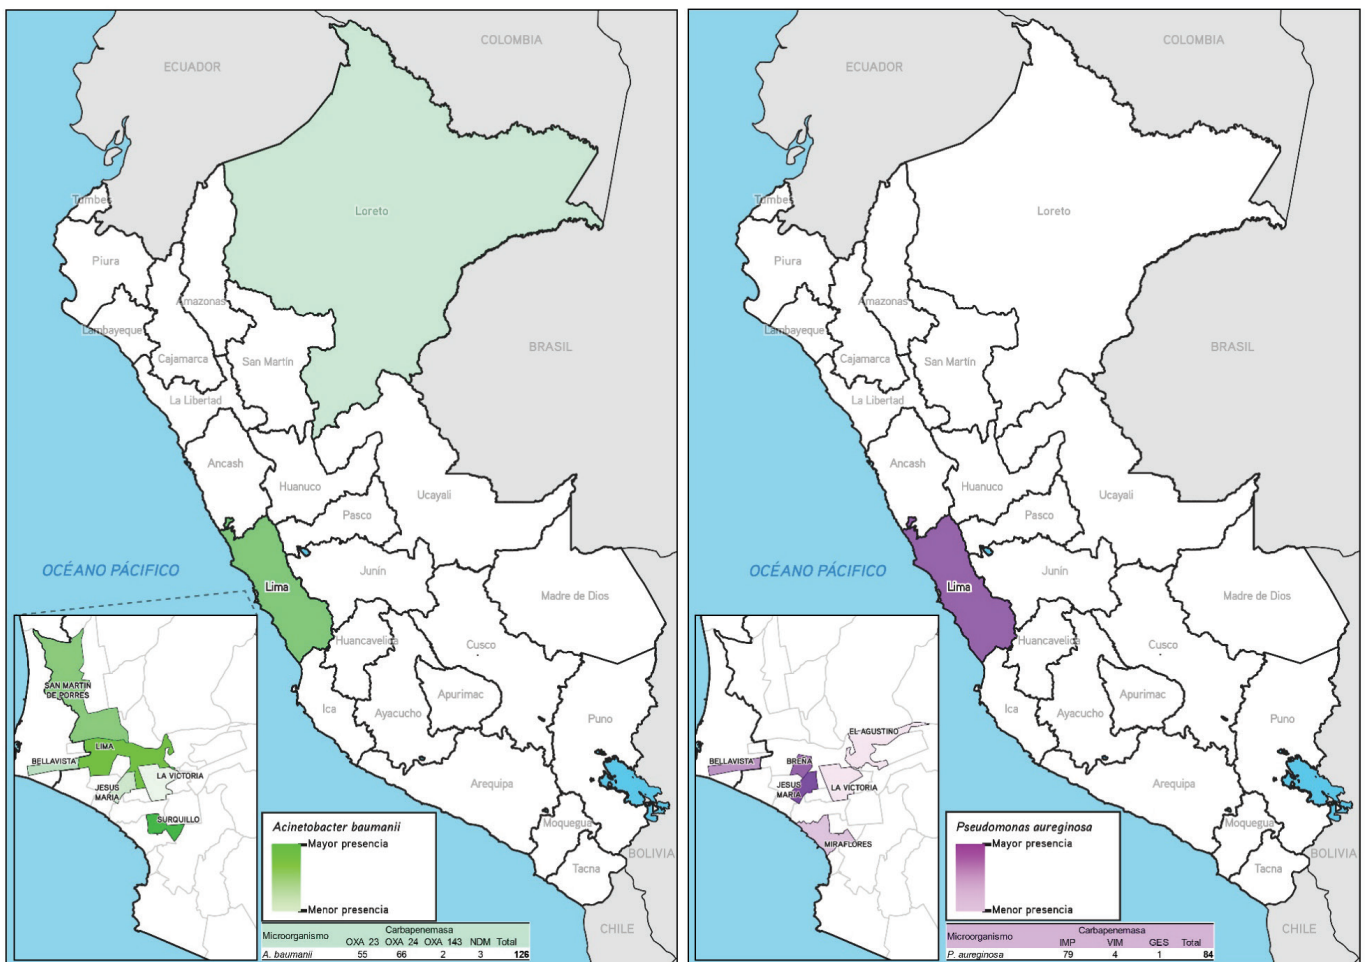 COLOMBIA
ECUADOR
Tumbes
Loreto
Piura
Amazonas
Lambayeque
Cajamarca
San Martín
BRASIL
La Libertad
Ancash
Huanuco
Ucayali
Pasco
OCÉANO PÁCIFICO
Junín
Lima
Madre de Dios
Huancavelica
Cusco
Ica
Ayacucho
Apurimac
Puno
Arequipa
Moquegua
Tacna
BOLIVIA
CHILE
SAN MARTIN
DE PORRES
LIMA
BELLAVISTA
LA VICTORIA
JESUS
MARIA
SURQUILLO
Acinetobacter baumanii
Mayor presencia
Menor presencia
Microorganismo Carbapenemasa
OXA 23 OXA 24 OXA 143 NDM Total
A. baumanii 55 66 2 3 126
COLOMBIA
ECUADOR
Tumbes
Loreto
Piura
Amazonas
Lambayeque
Cajamarca
San Martín
BRASIL
La Libertad
Ancash
Huanuco
Ucayali
Pasco
OCÉANO PÁCIFICO
Junín
Lima
Madre de Dios
Huancavelica
Cusco
Ica
Ayacucho
Apurimac
Puno
Arequipa
Moquegua
Tacna
BOLIVIA
CHILE
EL AGUSTINO
BELLAVISTA
BREÑA
JESUS
MARIA
LA VICTORIA
MIRAFLORES
Pseudomonas aureginosa
Mayor presencia
Menor presencia
Microorganismo Carbapenemasa
IMP VIM GES Total
P. aureginosa 79 4 1 84